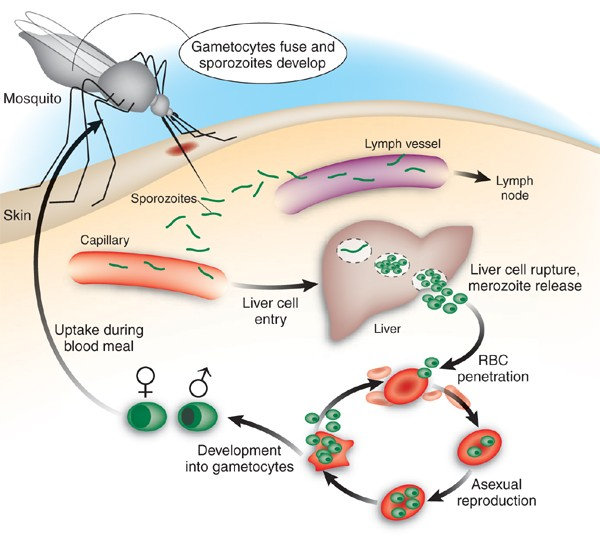 Gametocytes fuse and
sporozoites develop
Mosquito
Lymph vessel
Lymph
node
Sporozoites
Skin
Capillary
Liver cell
entry
Liver
Liver cell rupture,
merozoite release
Uptake during
blood meal
RBC
penetration
Development
into gametocytes
Asexual
reproduction